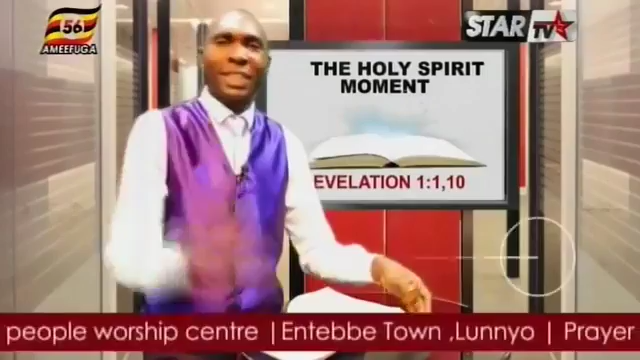 56
AMEEFUGA
STAR TV
THE HOLY SPIRIT
MOMENT
EVELATION 1:1,10
people worship centre | Entebbe Town ,Lunnyo | Prayer